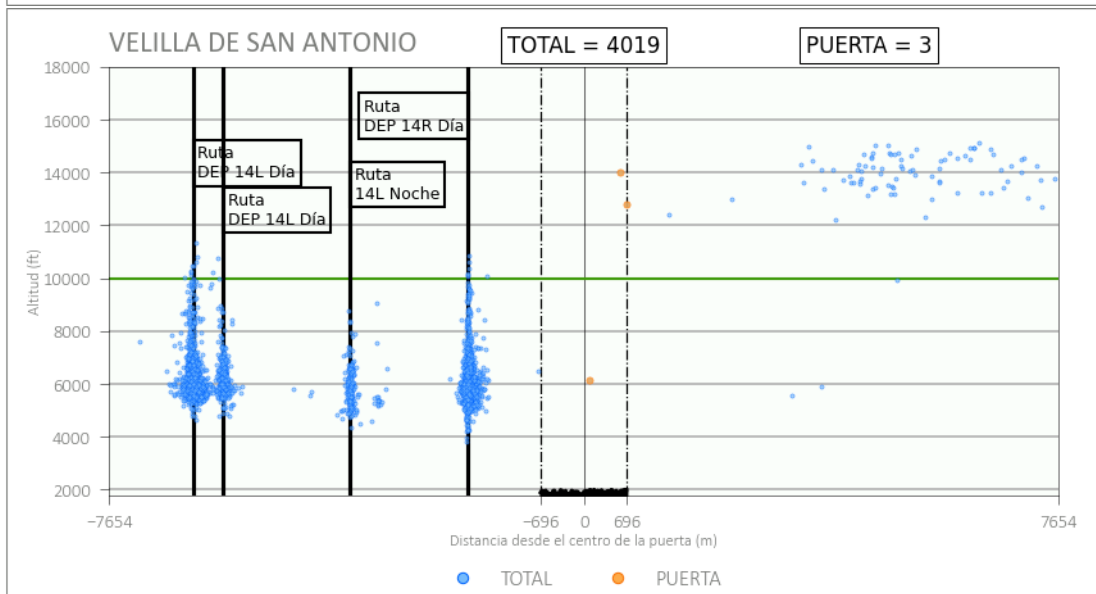 VELILLA DE SAN ANTONIO
TOTAL = 4019
PUERTA = 3
18000
16000
14000
12000
10000
8000
6000
4000
2000
Altitud (ft)
Ruta
DEP 14R Día
Ruta
DEP 14L Día
Ruta
14L Noche
Ruta
DEP 14L Día
−7654
−696
0
696
7654
Distancia desde el centro de la puerta (m)
TOTAL
PUERTA